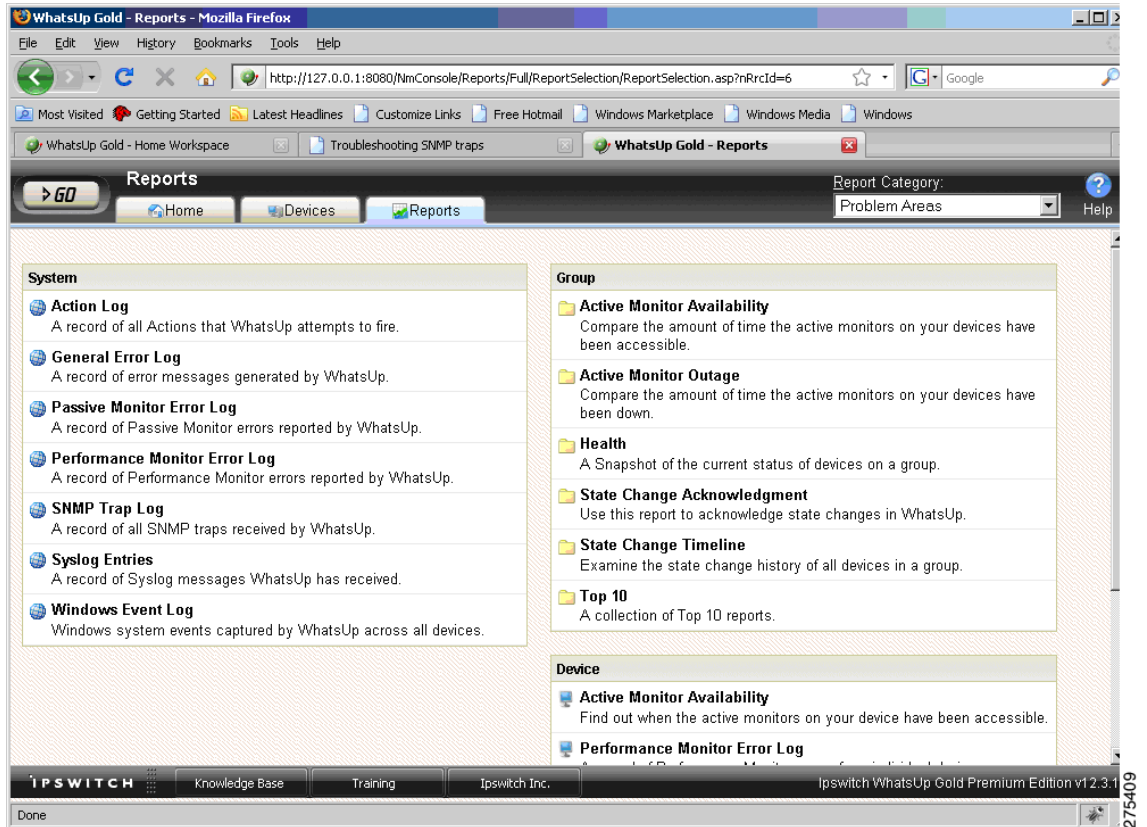 WhatsUp Gold - Reports - Mozilla Firefox
File Edit View History Bookmarks Tools Help
http://127.0.0.1:8080/NmConsole/Reports/Full/ReportSelection/ReportSelection.asp?nRrcId=6
G Google
Most Visited Getting Started Latest Headlines Customize Links Free Hotmail Windows Marketplace Windows Media Windows
WhatsUp Gold - Home Workspace Troubleshooting SNMP traps WhatsUp Gold - Reports
GO
Reports
Home Devices Reports
Report Category:
Problem Areas
Help
System
Action Log
A record of all Actions that WhatsUp attempts to fire.
General Error Log
A record of error messages generated by WhatsUp.
Passive Monitor Error Log
A record of Passive Monitor errors reported by WhatsUp.
Performance Monitor Error Log
A record of Performance Monitor errors reported by WhatsUp.
SNMP Trap Log
A record of all SNMP traps received by WhatsUp.
Syslog Entries
A record of Syslog messages WhatsUp has received.
Windows Event Log
Windows system events captured by WhatsUp across all devices.
Group
Active Monitor Availability
Compare the amount of time the active monitors on your devices have
been accessible.
Active Monitor Outage
Compare the amount of time the active monitors on your devices have
been down.
Health
A Snapshot of the current status of devices on a group.
State Change Acknowledgment
Use this report to acknowledge state changes in WhatsUp.
State Change Timeline
Examine the state change history of all devices in a group.
Top 10
A collection of Top 10 reports.
Device
Active Monitor Availability
Find out when the active monitors on your device have been accessible.
Performance Monitor Error Log
IPSWITCH Knowledge Base Training Ipswitch Inc. Ipswitch WhatsUp Gold Premium Edition v12.3.1
Done
275409